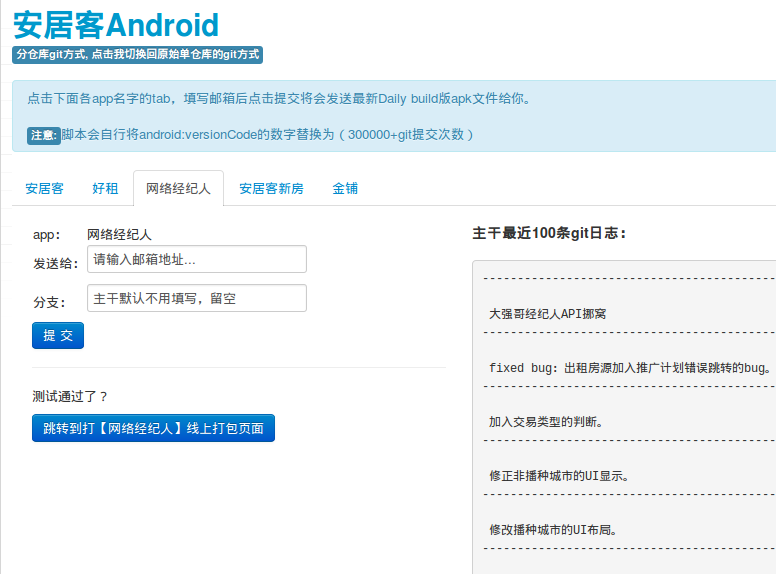 安居客Android
分仓库git方式, 点击我切换回原始单仓库的git方式
点击下面各app名字的tab，填写邮箱后点击提交将会发送最新Daily build版apk文件给你。
注意: 脚本会自行将android:versionCode的数字替换为（300000+git提交次数）
安居客 好租 网络经纪人 安居客新房 金铺
app： 网络经纪人
发送给： 请输入邮箱地址...
分支： 主干默认不用填写，留空
提 交
测试通过了？
跳转到打【网络经纪人】线上打包页面
主干最近100条git日志：
------------------------------------------
大强哥经纪人API挪窝
------------------------------------------
fixed bug: 出租房源加入推广计划错误跳转的bug。
------------------------------------------
加入交易类型的判断。
------------------------------------------
修正非播种城市的UI显示。
------------------------------------------
修改播种城市的UI布局。
------------------------------------------